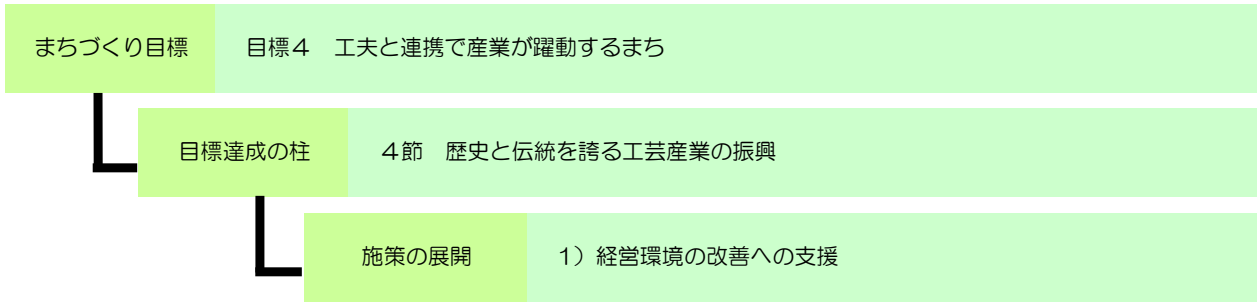 まちづくり目標　目標４　工夫と連携で産業が躍動するまち
目標達成の柱　４節　歴史と伝統を誇る工芸産業の振興
施策の展開　1）経営環境の改善への支援